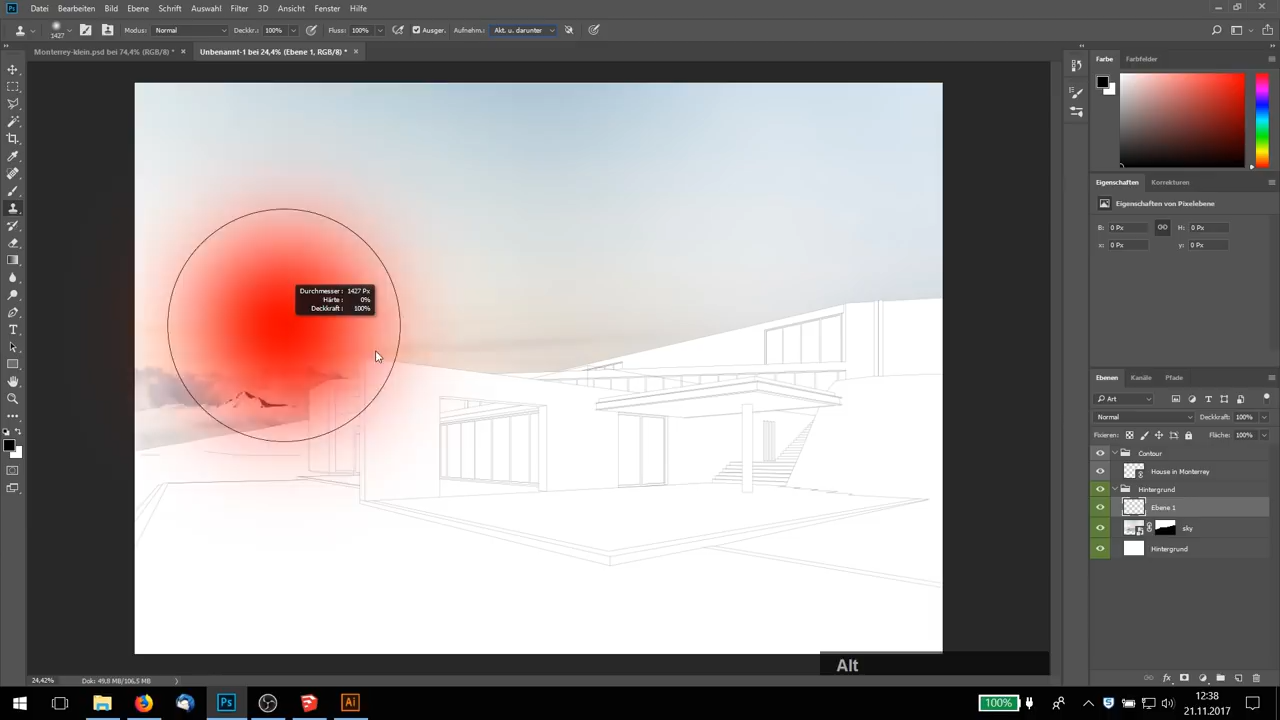 Datei Bearbeiten Bild Ebene Schrift Auswahl Filter 3D Ansicht Fenster Hilfe
1427 Modus: Normal Deckkr.: 100% Fluss: 100% Ausger. Aufnehm.: Akt. u. darunter
Monterrey-klein.psd bei 74,4% (RGB/8) * × Unbenannt-1 bei 24,4% (Ebene 1, RGB/8) * ×
Farbe Farbfelder
Eigenschaften Korrekturen
Eigenschaften von Pixelebene
B: 0 Px H: 0 Px
x: 0 Px y: 0 Px
Durchmesser: 1427 Px
Härte: 0%
Deckkraft: 100%
Ebenen Kanäle Pfade
Art
Normal Deckkraft: 100%
Fixieren: Fläche: 100%
Contour
House in Monterrey
Hintergrund
Ebene 1
sky
Hintergrund
Alt
24,42% Dok: 49,8 MB/106,5 MB
100% 12:38
21.11.2017